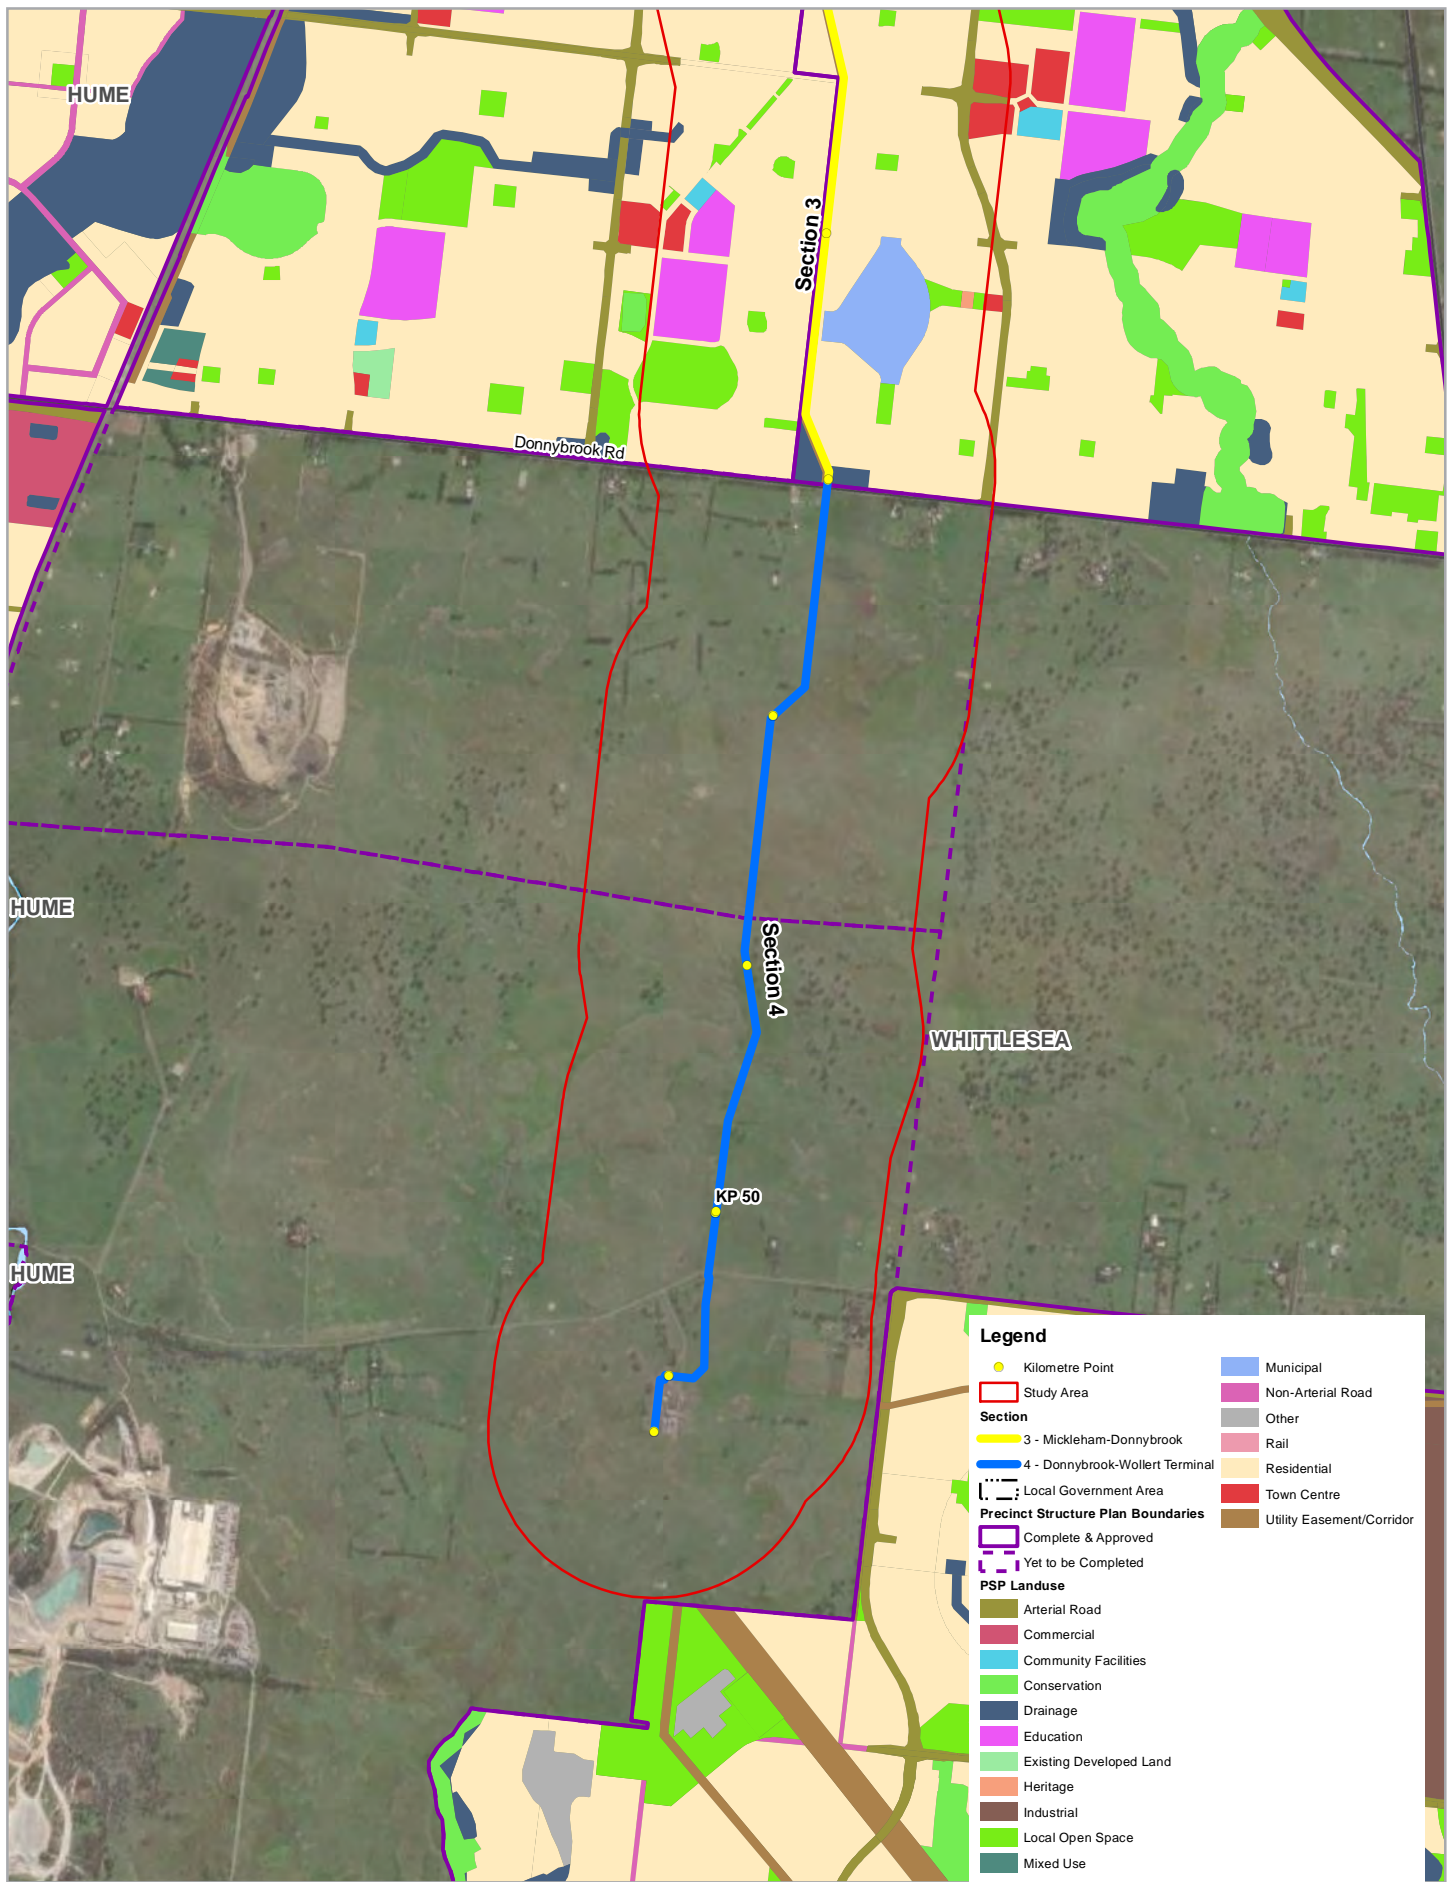 HUME
Section 3
Donnybrook Rd
HUME
Section 4
WHITTLESEA
KP 50
HUME
Legend
Kilometre Point
Study Area
Section
3 - Mickleham-Donnybrook
4 - Donnybrook-Wollert Terminal
Local Government Area
Precinct Structure Plan Boundaries
Complete & Approved
Yet to be Completed
PSP Landuse
Arterial Road
Commercial
Community Facilities
Conservation
Drainage
Education
Existing Developed Land
Heritage
Industrial
Local Open Space
Mixed Use
Municipal
Non-Arterial Road
Other
Rail
Residential
Town Centre
Utility Easement/Corridor